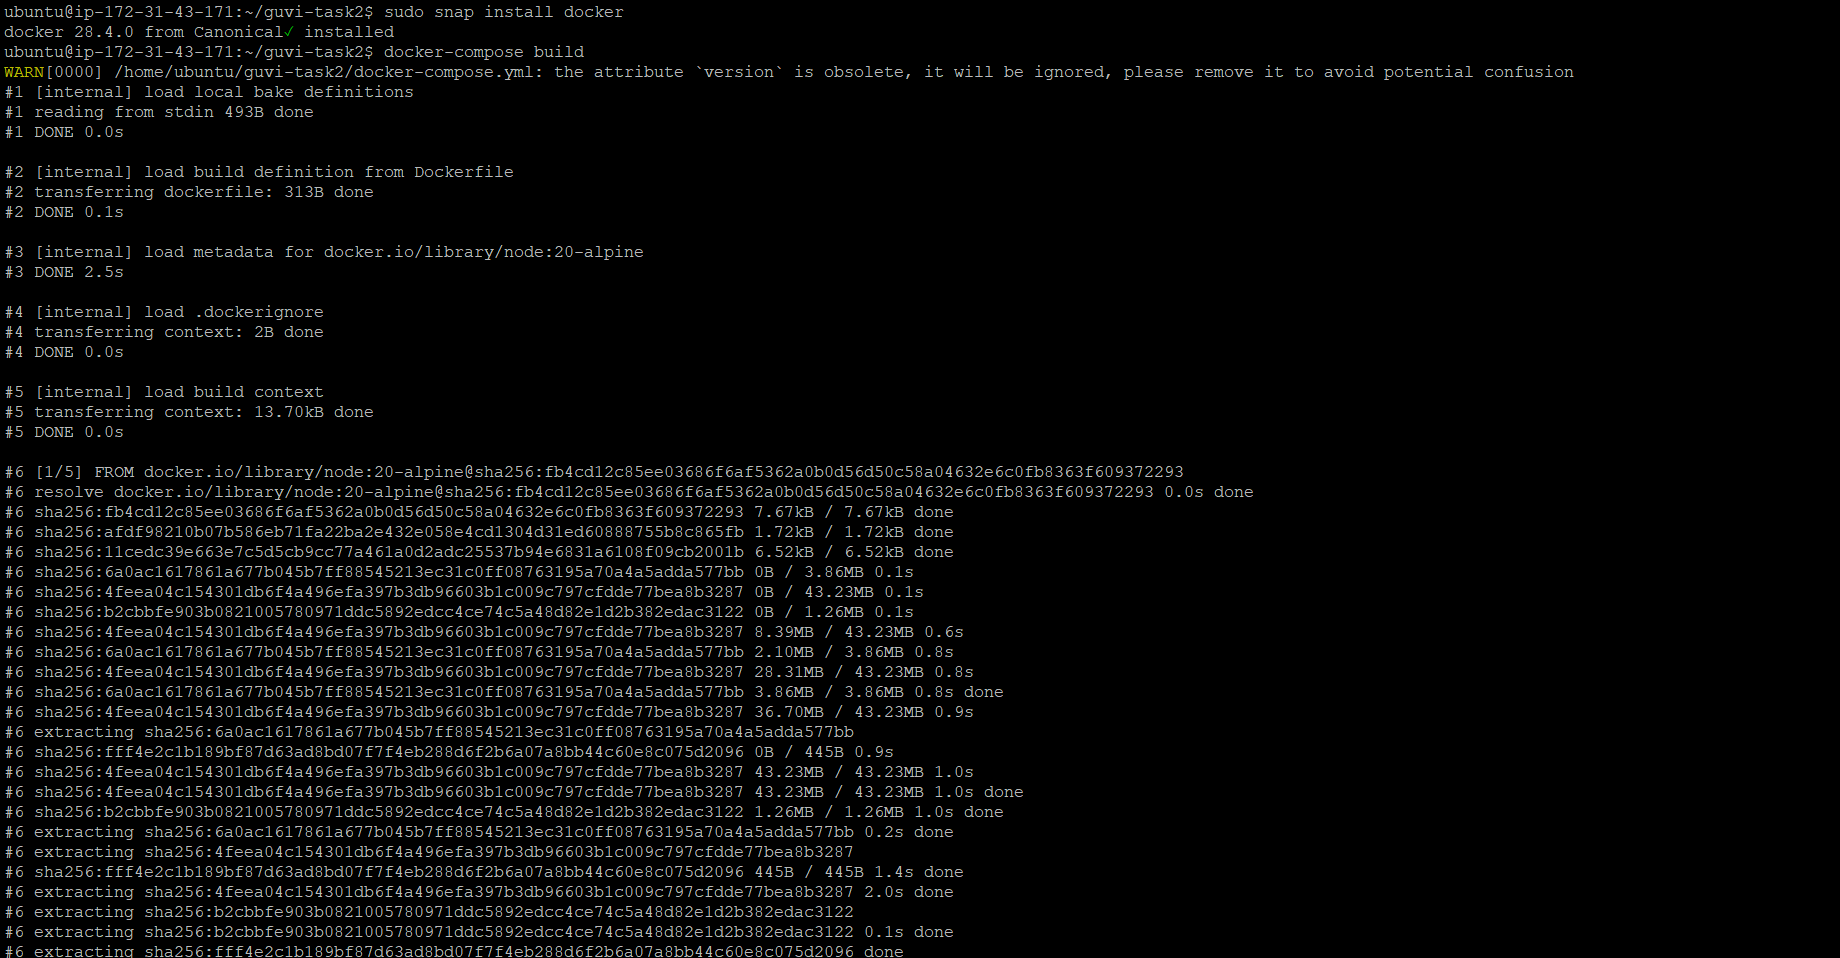 ubuntu@ip-172-31-43-171:~/guvi-task2$ sudo snap install docker
docker 28.4.0 from Canonical✓ installed
ubuntu@ip-172-31-43-171:~/guvi-task2$ docker-compose build
WARN[0000] /home/ubuntu/guvi-task2/docker-compose.yml: the attribute `version` is obsolete, it will be ignored, please remove it to avoid potential confusion
#1 [internal] load local bake definitions
#1 reading from stdin 493B done
#1 DONE 0.0s

#2 [internal] load build definition from Dockerfile
#2 transferring dockerfile: 313B done
#2 DONE 0.1s

#3 [internal] load metadata for docker.io/library/node:20-alpine
#3 DONE 2.5s

#4 [internal] load .dockerignore
#4 transferring context: 2B done
#4 DONE 0.0s

#5 [internal] load build context
#5 transferring context: 13.70kB done
#5 DONE 0.0s

#6 [1/5] FROM docker.io/library/node:20-alpine@sha256:fb4cd12c85ee03686f6af5362a0b0d56d50c58a04632e6c0fb8363f609372293
#6 resolve docker.io/library/node:20-alpine@sha256:fb4cd12c85ee03686f6af5362a0b0d56d50c58a04632e6c0fb8363f609372293 0.0s done
#6 sha256:fb4cd12c85ee03686f6af5362a0b0d56d50c58a04632e6c0fb8363f609372293 7.67kB / 7.67kB done
#6 sha256:afdf98210b07b586eb71fa22ba2e432e058e4cd1304d31ed60888755b8c865fb 1.72kB / 1.72kB done
#6 sha256:11cedc39e663e7c5d5cb9cc77a461a0d2adc25537b94e6831a6108f09cb2001b 6.52kB / 6.52kB done
#6 sha256:6a0ac1617861a677b045b7ff88545213ec31c0ff08763195a70a4a5adda577bb 0B / 3.86MB 0.1s
#6 sha256:4feea04c154301db6f4a496efa397b3db96603b1c009c797cfdde77bea8b3287 0B / 43.23MB 0.1s
#6 sha256:b2cbbfe903b0821005780971ddc5892edcc4ce74c5a48d82e1d2b382edac3122 0B / 1.26MB 0.1s
#6 sha256:4feea04c154301db6f4a496efa397b3db96603b1c009c797cfdde77bea8b3287 8.39MB / 43.23MB 0.6s
#6 sha256:6a0ac1617861a677b045b7ff88545213ec31c0ff08763195a70a4a5adda577bb 2.10MB / 3.86MB 0.8s
#6 sha256:4feea04c154301db6f4a496efa397b3db96603b1c009c797cfdde77bea8b3287 28.31MB / 43.23MB 0.8s
#6 sha256:6a0ac1617861a677b045b7ff88545213ec31c0ff08763195a70a4a5adda577bb 3.86MB / 3.86MB 0.8s done
#6 sha256:4feea04c154301db6f4a496efa397b3db96603b1c009c797cfdde77bea8b3287 36.70MB / 43.23MB 0.9s
#6 extracting sha256:6a0ac1617861a677b045b7ff88545213ec31c0ff08763195a70a4a5adda577bb
#6 sha256:fff4e2c1b189bf87d63ad8bd07f7f4eb288d6f2b6a07a8bb44c60e8c075d2096 0B / 445B 0.9s
#6 sha256:4feea04c154301db6f4a496efa397b3db96603b1c009c797cfdde77bea8b3287 43.23MB / 43.23MB 1.0s
#6 sha256:4feea04c154301db6f4a496efa397b3db96603b1c009c797cfdde77bea8b3287 43.23MB / 43.23MB 1.0s done
#6 sha256:b2cbbfe903b0821005780971ddc5892edcc4ce74c5a48d82e1d2b382edac3122 1.26MB / 1.26MB 1.0s done
#6 extracting sha256:6a0ac1617861a677b045b7ff88545213ec31c0ff08763195a70a4a5adda577bb 0.2s done
#6 extracting sha256:4feea04c154301db6f4a496efa397b3db96603b1c009c797cfdde77bea8b3287
#6 sha256:fff4e2c1b189bf87d63ad8bd07f7f4eb288d6f2b6a07a8bb44c60e8c075d2096 445B / 445B 1.4s done
#6 extracting sha256:4feea04c154301db6f4a496efa397b3db96603b1c009c797cfdde77bea8b3287 2.0s done
#6 extracting sha256:b2cbbfe903b0821005780971ddc5892edcc4ce74c5a48d82e1d2b382edac3122
#6 extracting sha256:b2cbbfe903b0821005780971ddc5892edcc4ce74c5a48d82e1d2b382edac3122 0.1s done
#6 extracting sha256:fff4e2c1b189bf87d63ad8bd07f7f4eb288d6f2b6a07a8bb44c60e8c075d2096 done